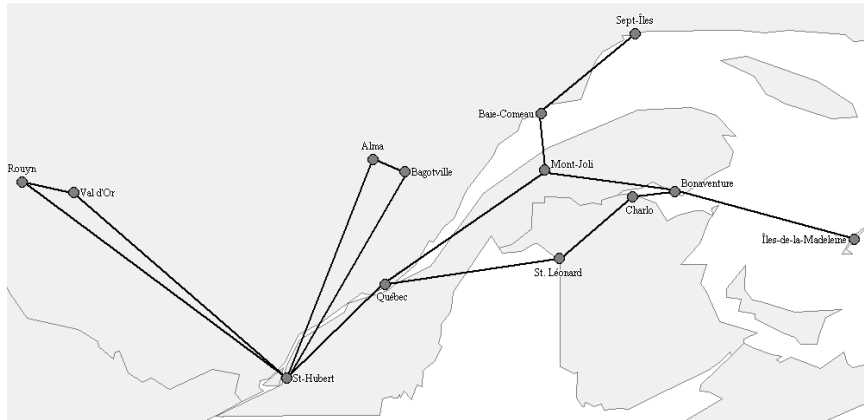 Sept-Îles
Baie-Comeau
Alma
Mont-Joli
Rouyn
Bagotville
Val d'Or
Bonaventure
Charlo
Îles-de-la-Madeleine
St. Léonard
Québec
St-Hubert